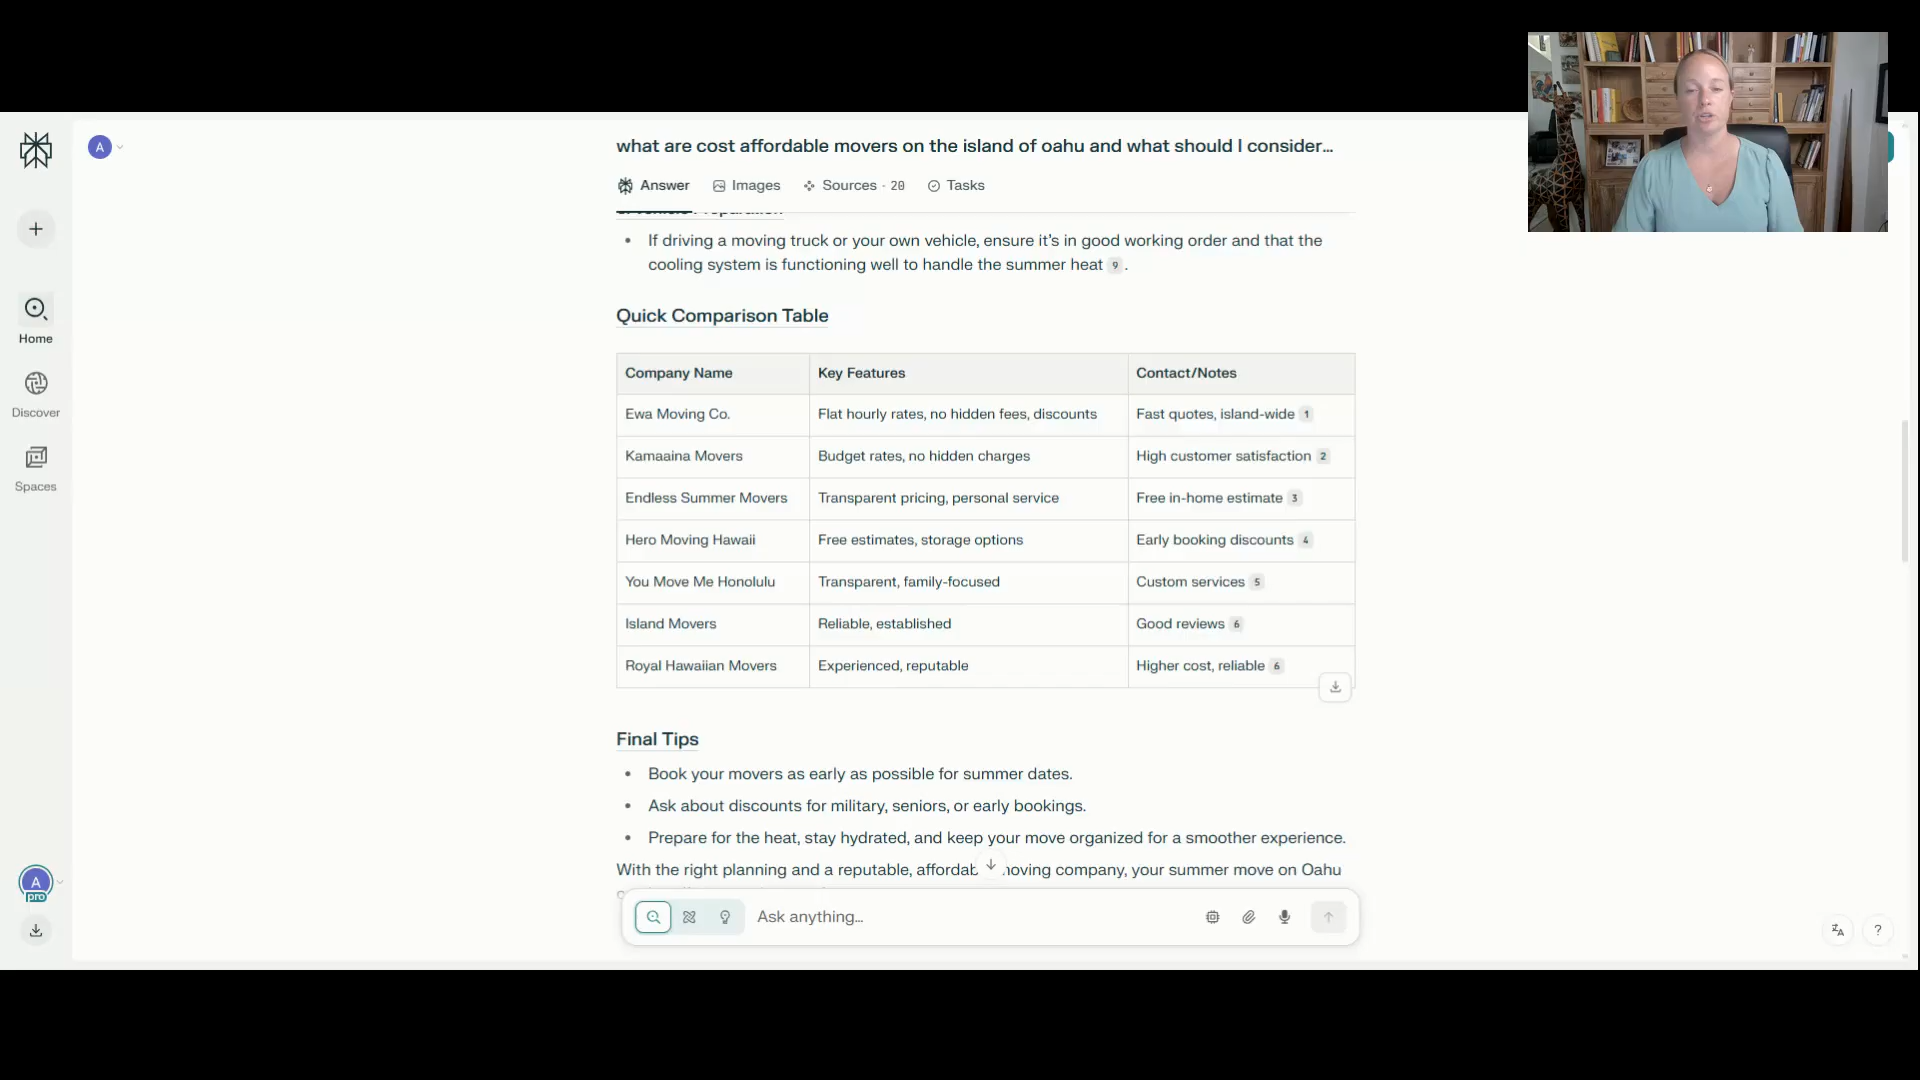 A
what are cost affordable movers on the island of oahu and what should I consider...
Answer
Images
Sources · 20
Tasks
If driving a moving truck or your own vehicle, ensure it's in good working order and that the
cooling system is functioning well to handle the summer heat 9.
Quick Comparison Table
Company Name Key Features Contact/Notes
Ewa Moving Co. Flat hourly rates, no hidden fees, discounts Fast quotes, island-wide 1
Kamaaina Movers Budget rates, no hidden charges High customer satisfaction 2
Endless Summer Movers Transparent pricing, personal service Free in-home estimate 3
Hero Moving Hawaii Free estimates, storage options Early booking discounts 4
You Move Me Honolulu Transparent, family-focused Custom services 5
Island Movers Reliable, established Good reviews 6
Royal Hawaiian Movers Experienced, reputable Higher cost, reliable 6
Final Tips
• Book your movers as early as possible for summer dates.
• Ask about discounts for military, seniors, or early bookings.
• Prepare for the heat, stay hydrated, and keep your move organized for a smoother experience.
With the right planning and a reputable, moving company, your summer move on Oahu
Ask anything...
Home
Discover
Spaces
A
pro
?